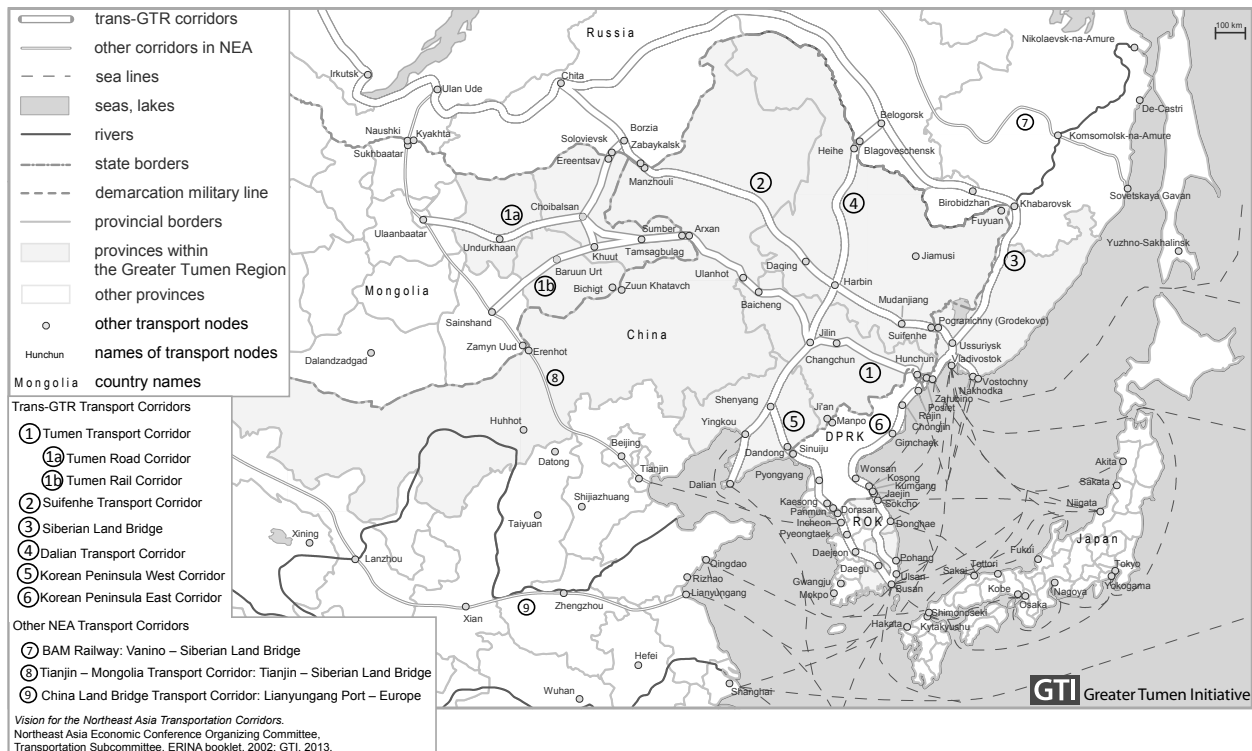 trans-GTR corridors
other corridors in NEA
sea lines
seas, lakes
rivers
state borders
demarcation military line
provincial borders
provinces within
the Greater Tumen Region
other provinces
other transport nodes
Hunchun
names of transport nodes
Mongolia
country names
Trans-GTR Transport Corridors
1 Tumen Transport Corridor
1a Tumen Road Corridor
1b Tumen Rail Corridor
2 Suifenhe Transport Corridor
3 Siberian Land Bridge
4 Dalian Transport Corridor
5 Korean Peninsula West Corridor
6 Korean Peninsula East Corridor
Other NEA Transport Corridors
7 BAM Railway: Vanino – Siberian Land Bridge
8 Tianjin – Mongolia Transport Corridor: Tianjin – Siberian Land Bridge
9 China Land Bridge Transport Corridor: Lianyungang Port – Europe
Vision for the Northeast Asia Transportation Corridors.
Northeast Asia Economic Conference Organizing Committee,
Transportation Subcommittee, ERINA booklet, 2002; GTI, 2013.
100 km
Russia
Nikolaevsk-na-Amure
Irkutsk
Chita
Ulan Ude
De-Castri
Belogorsk
7
Borzia
Naushki
Kyakhta
Solovievsk
Zabaykalsk
Komsomolsk-na-Amure
Sukhbaatar
Ereentsav
Heihe
Blagoveschensk
Manzhouli
2
4
Birobidzhan
Khabarovsk
Sovetskaya Gavan
Fuyuan
1a
Choibalsan
Ulaanbaatar
Undurkhaan
Sumber
Arxan
Yuzhno-Sakhalinsk
Khuut
Tamsagbulag
Jiamusi
3
Baruun Urt
Ulanhot
Daqing
1b
Bichigt
Zuun Khatavch
Harbin
Mongolia
Baicheng
Mudanjiang
Sainshand
China
Suifenhe
Pogranichny (Grodekovo)
Jilin
Zamyn Uud
Erenhot
Ussuriysk
Dalandzadgad
Changchun
Hunchun
Vladivostok
1
8
Vostochny
Nakhodka
Zarubino
Posiet
Rajin
Chongjin
Shenyang
Ji'an
Manpo
Yingkou
5
6
DPRK
Gimchaek
Huhhot
Beijing
Dandong
Sinuiju
Datong
Tianjin
Dalian
Pyongyang
Wonsan
Kosong
Kumgang
Jaejin
Sokcho
Akita
Sakata
Shijiazhuang
Kaesong
Panmun
Dorasan
Niigata
Taiyuan
Incheon
ROK
Donghae
Xining
Pyeongtaek
Japan
Lanzhou
Daejeon
Pohang
Fukui
Qingdao
Daegu
Tottori
Tokyo
Rizhao
Gwangju
Ulsan
Sakai
Yokogama
Mokpo
Busan
Kobe
Nagoya
Lianyungang
Osaka
9
Zhengzhou
Shimonoseki
Xian
Hakata
Kytakyushu
Hefei
Wuhan
Shanghai
GTI Greater Tumen Initiative